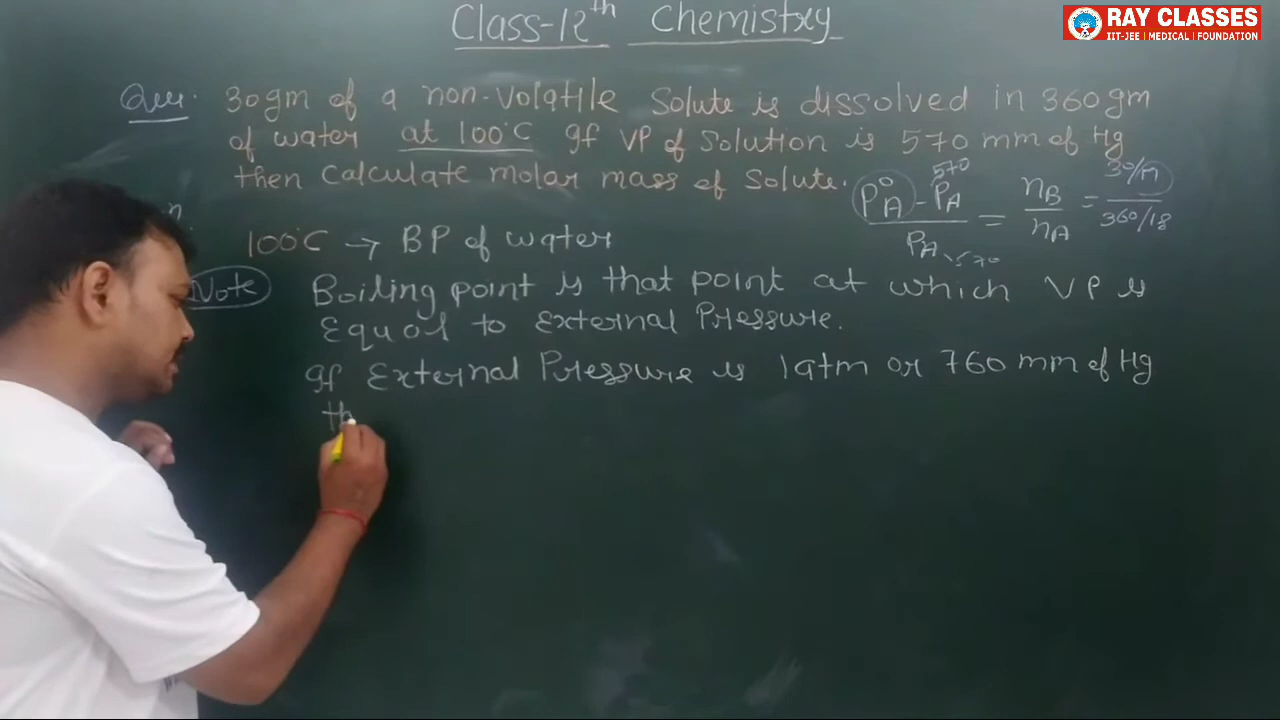 Class-12th Chemistry
RAY CLASSES
IIT-JEE | MEDICAL | FOUNDATION
Que. 30gm of a non-volatile Solute is dissolved in 360gm
of water at 100°C If VP of Solution is 570 mm of Hg
then calculate molar mass of Solute.
P°A - PA 570 / PA → 570 = nB / nA = 30/M / 360/18
n
100°C → BP of water
Note Boiling point is that point at which VP is
Equal to External Pressure.
If External Pressure is 1atm or 760 mm of Hg
th